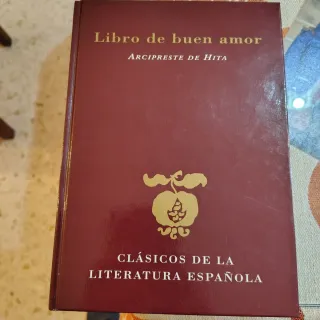 Libro de buen amor
Arcipreste de Hita
CLÁSICOS DE LA
LITERATURA ESPAÑOLA